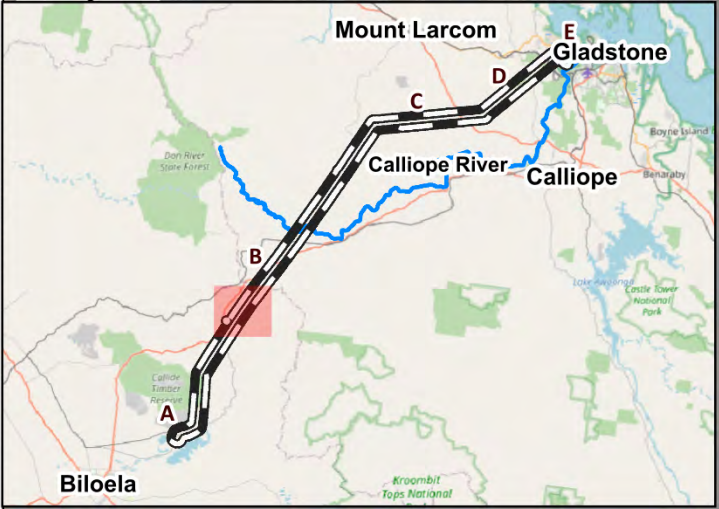 Mount Larcom
E
Gladstone
D
C
Don River
State Forest
Boyne Island
Calliope River
Calliope
Benaraby
B
Lake Awoonga
Castle Tower
National
Park
Callide
Timber
Reserve
A
Biloela
Kroombit
Tops National